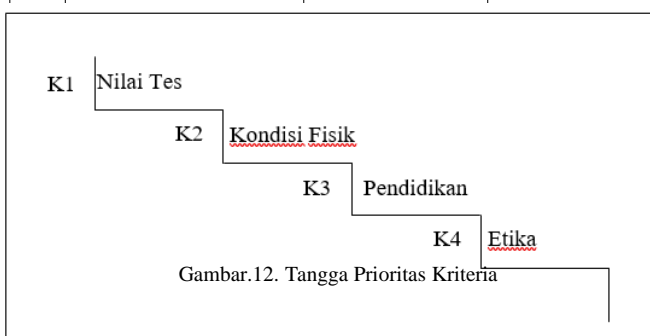 K1 Nilai Tes
K2 Kondisi Fisik
K3 Pendidikan
K4 Etika
Gambar.12. Tangga Prioritas Kriteria